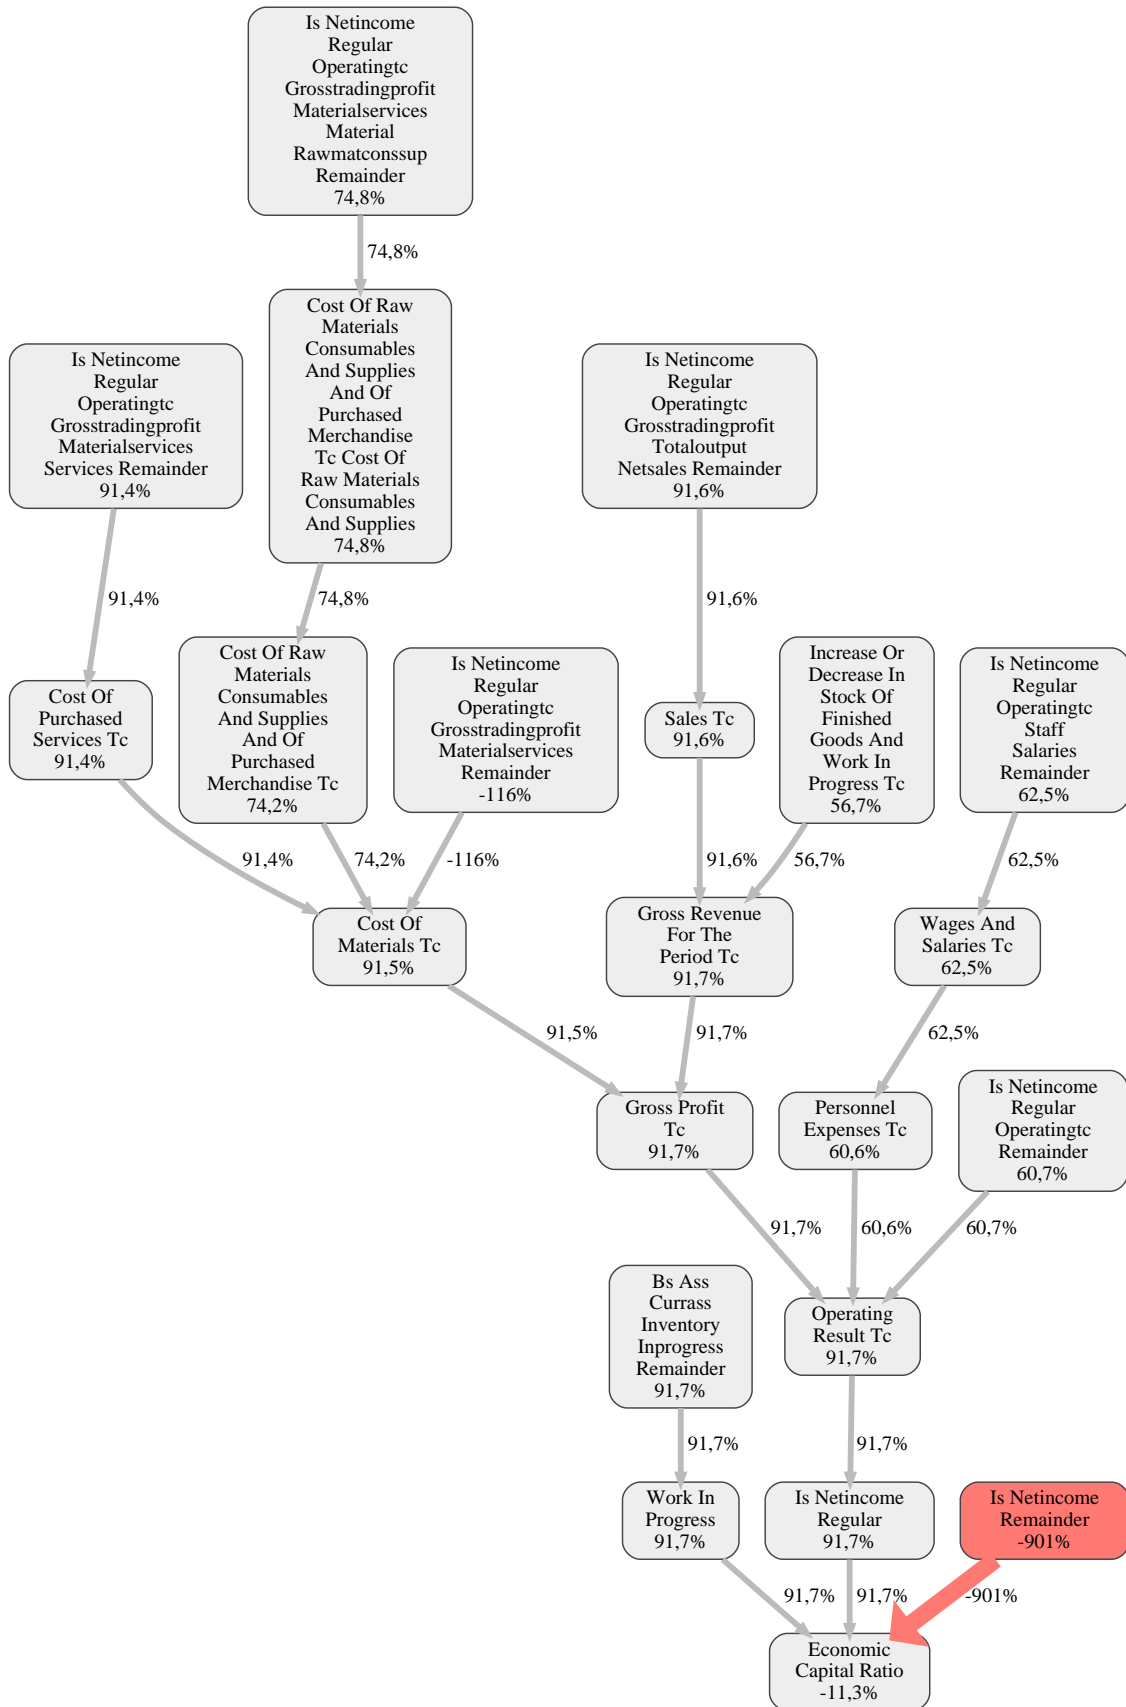 Is Netincome
Regular
Operatingtc
Grosstradingprofit
Materialservices
Material
Rawmatconssup
Remainder
74,8%
74,8%
Cost Of Raw
Materials
Consumables
And Supplies
And Of
Purchased
Merchandise
Tc Cost Of
Raw Materials
Consumables
And Supplies
74,8%
Is Netincome
Regular
Operatingtc
Grosstradingprofit
Materialservices
Services Remainder
91,4%
Is Netincome
Regular
Operatingtc
Grosstradingprofit
Totaloutput
Netsales Remainder
91,6%
91,4%
74,8%
91,6%
Cost Of
Purchased
Services Tc
91,4%
Cost Of Raw
Materials
Consumables
And Supplies
And Of
Purchased
Merchandise Tc
74,2%
Is Netincome
Regular
Operatingtc
Grosstradingprofit
Materialservices
Remainder
-116%
Sales Tc
91,6%
Increase Or
Decrease In
Stock Of
Finished
Goods And
Work In
Progress Tc
56,7%
Is Netincome
Regular
Operatingtc
Staff
Salaries
Remainder
62,5%
91,4%
74,2%
-116%
91,6%
56,7%
62,5%
Cost Of
Materials Tc
91,5%
Gross Revenue
For The
Period Tc
91,7%
Wages And
Salaries Tc
62,5%
91,5%
91,7%
62,5%
Gross Profit
Tc
91,7%
Personnel
Expenses Tc
60,6%
Is Netincome
Regular
Operatingtc
Remainder
60,7%
91,7%
60,6%
60,7%
Bs Ass
Currass
Inventory
Inprogress
Remainder
91,7%
Operating
Result Tc
91,7%
91,7%
91,7%
Work In
Progress
91,7%
Is Netincome
Regular
91,7%
Is Netincome
Remainder
-901%
91,7%
91,7%
-901%
Economic
Capital Ratio
-11,3%